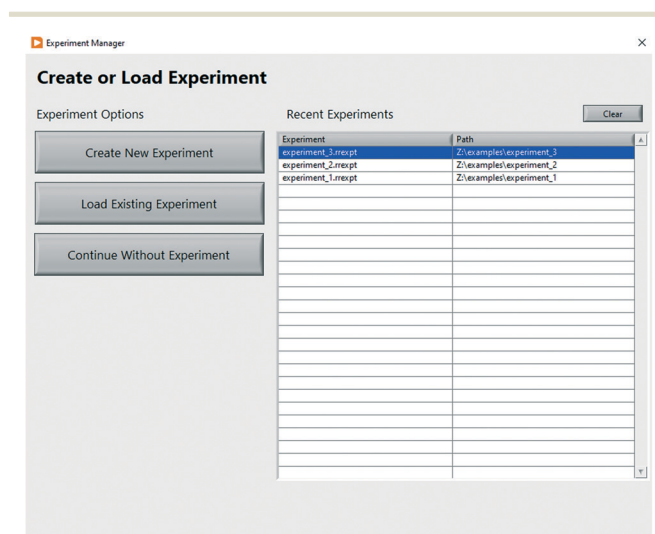 Experiment Manager
Create or Load Experiment
Experiment Options
Recent Experiments
Clear
Create New Experiment
Load Existing Experiment
Continue Without Experiment
Experiment Path
experiment_3.rrexpt Z:\examples\experiment_3
experiment_2.rrexpt Z:\examples\experiment_2
experiment_1.rrexpt Z:\examples\experiment_1